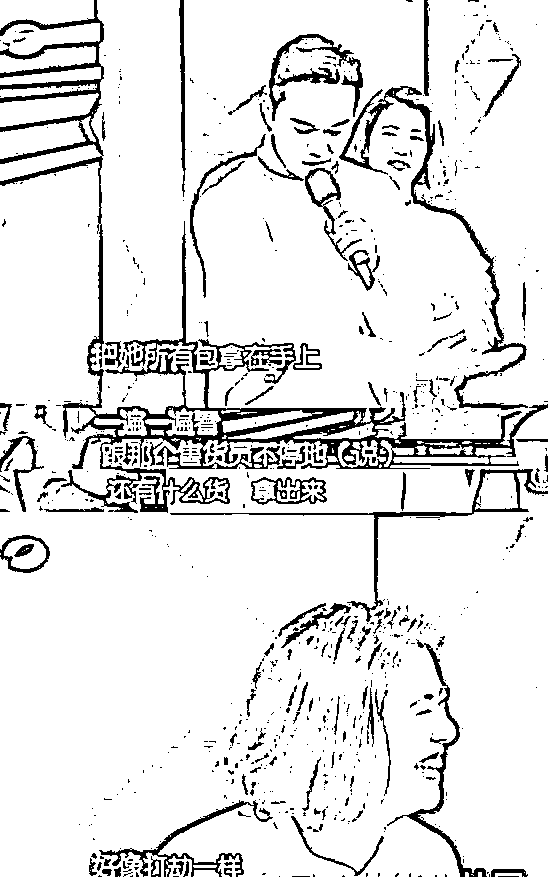 把她所有包拿在手上
一遍一遍看
跟那个售货员不停地（说）
还有什么货 拿出来
好像打劫一样